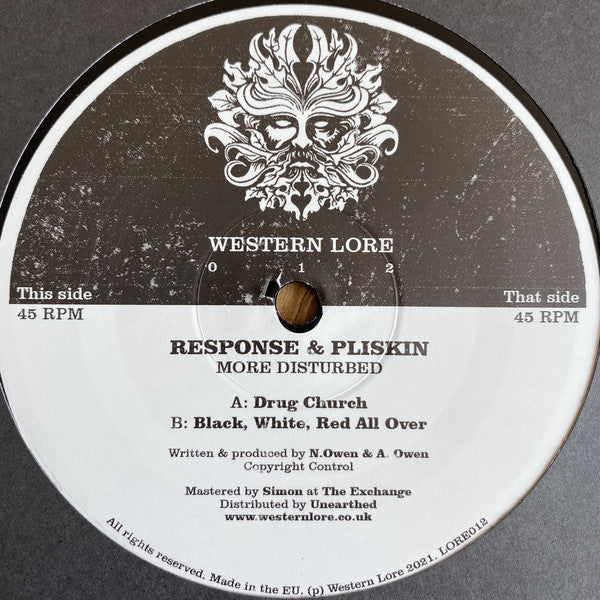 WESTERN LORE
0 1 2
This side
45 RPM
That side
45 RPM
RESPONSE & PLISKIN
MORE DISTURBED
A: Drug Church
B: Black, White, Red All Over
Written & produced by N.Owen & A. Owen
Copyright Control
Mastered by Simon at The Exchange
Distributed by Unearthed
www.westernlore.co.uk
All rights reserved. Made in the EU. (p) Western Lore 2021. LORE012